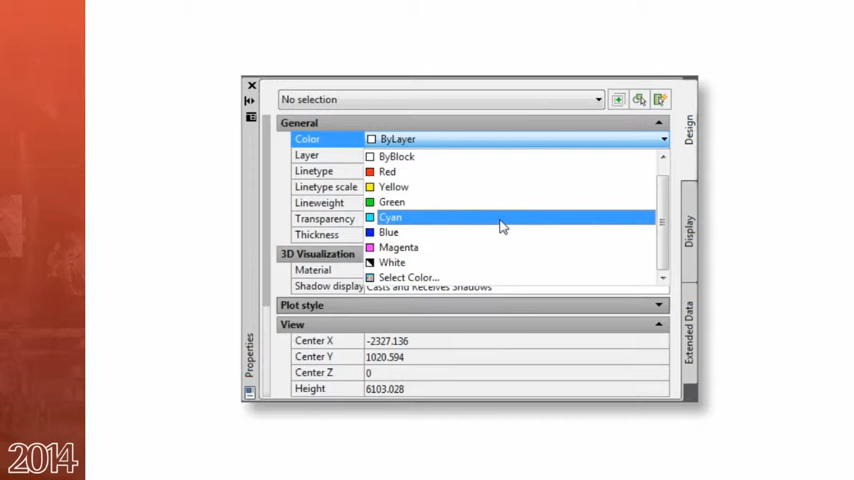 No selection
General
Color ByLayer
Layer ByBlock
Linetype Red
Linetype scale Yellow
Lineweight Green
Transparency Cyan
Thickness Blue
Magenta
3D Visualization
White
Material
Select Color...
Shadow display Casts and Receives Shadows
Plot style
View
Center X -2327.136
Center Y 1020.594
Center Z 0
Height 6103.028
Design
Display
Extended Data
Properties
2014